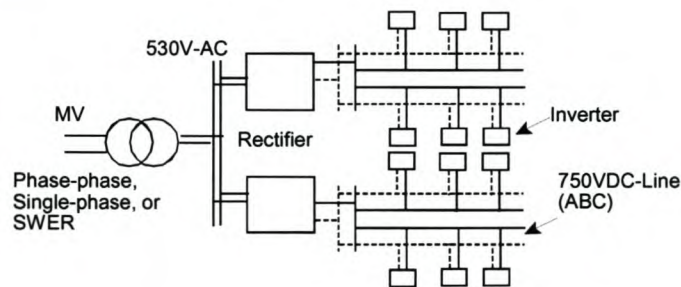 530V-AC
MV
Rectifier
Inverter
Phase-phase,
Single-phase, or
SWER
750VDC-Line
(ABC)